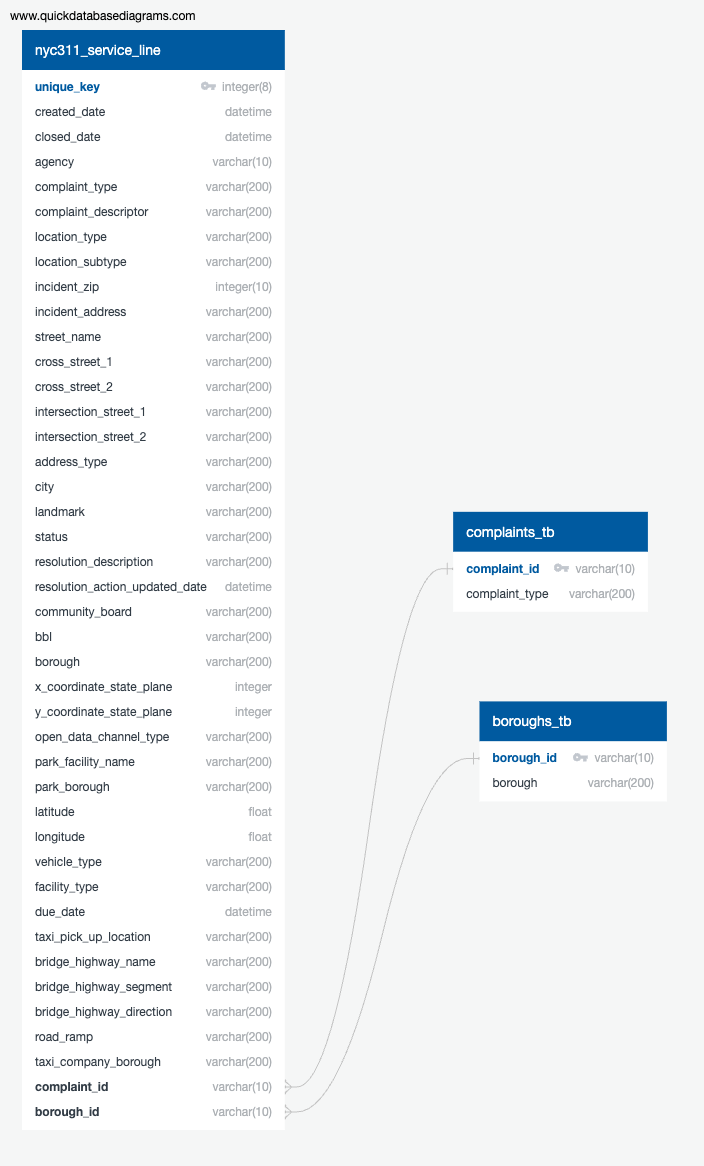 www.quickdatabasediagrams.com
nyc311_service_line
unique_key integer(8)
created_date datetime
closed_date datetime
agency varchar(10)
complaint_type varchar(200)
complaint_descriptor varchar(200)
location_type varchar(200)
location_subtype varchar(200)
incident_zip integer(10)
incident_address varchar(200)
street_name varchar(200)
cross_street_1 varchar(200)
cross_street_2 varchar(200)
intersection_street_1 varchar(200)
intersection_street_2 varchar(200)
address_type varchar(200)
city varchar(200)
landmark varchar(200)
status varchar(200)
resolution_description varchar(200)
resolution_action_updated_date datetime
community_board varchar(200)
bbl varchar(200)
borough varchar(200)
x_coordinate_state_plane integer
y_coordinate_state_plane integer
open_data_channel_type varchar(200)
park_facility_name varchar(200)
park_borough varchar(200)
latitude float
longitude float
vehicle_type varchar(200)
facility_type varchar(200)
due_date datetime
taxi_pick_up_location varchar(200)
bridge_highway_name varchar(200)
bridge_highway_segment varchar(200)
bridge_highway_direction varchar(200)
road_ramp varchar(200)
taxi_company_borough varchar(200)
complaint_id varchar(10)
borough_id varchar(10)
complaints_tb
complaint_id varchar(10)
complaint_type varchar(200)
boroughs_tb
borough_id varchar(10)
borough varchar(200)